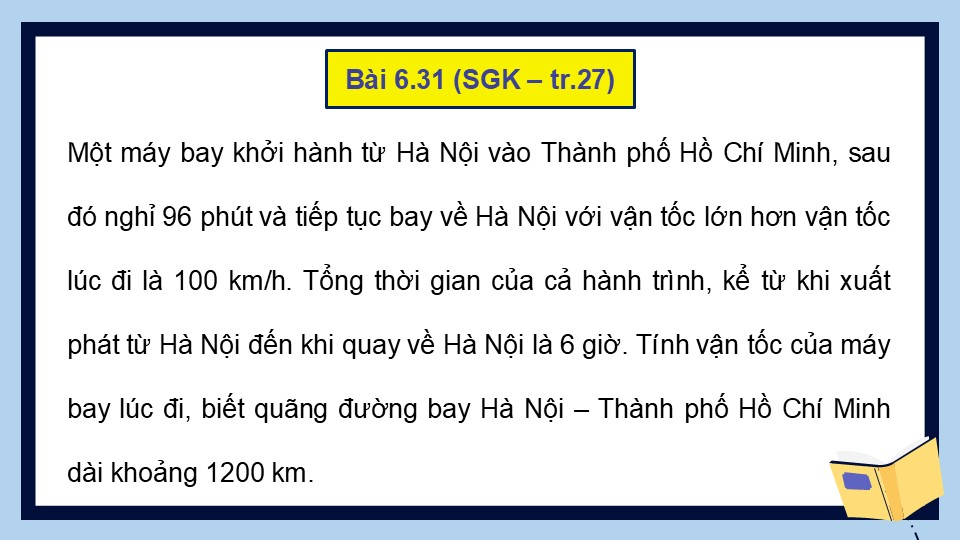 Bài 6.31 (SGK – tr.27)
Một máy bay khởi hành từ Hà Nội vào Thành phố Hồ Chí Minh, sau
đó nghỉ 96 phút và tiếp tục bay về Hà Nội với vận tốc lớn hơn vận tốc
lúc đi là 100 km/h. Tổng thời gian của cả hành trình, kể từ khi xuất
phát từ Hà Nội đến khi quay về Hà Nội là 6 giờ. Tính vận tốc của máy
bay lúc đi, biết quãng đường bay Hà Nội – Thành phố Hồ Chí Minh
dài khoảng 1200 km.